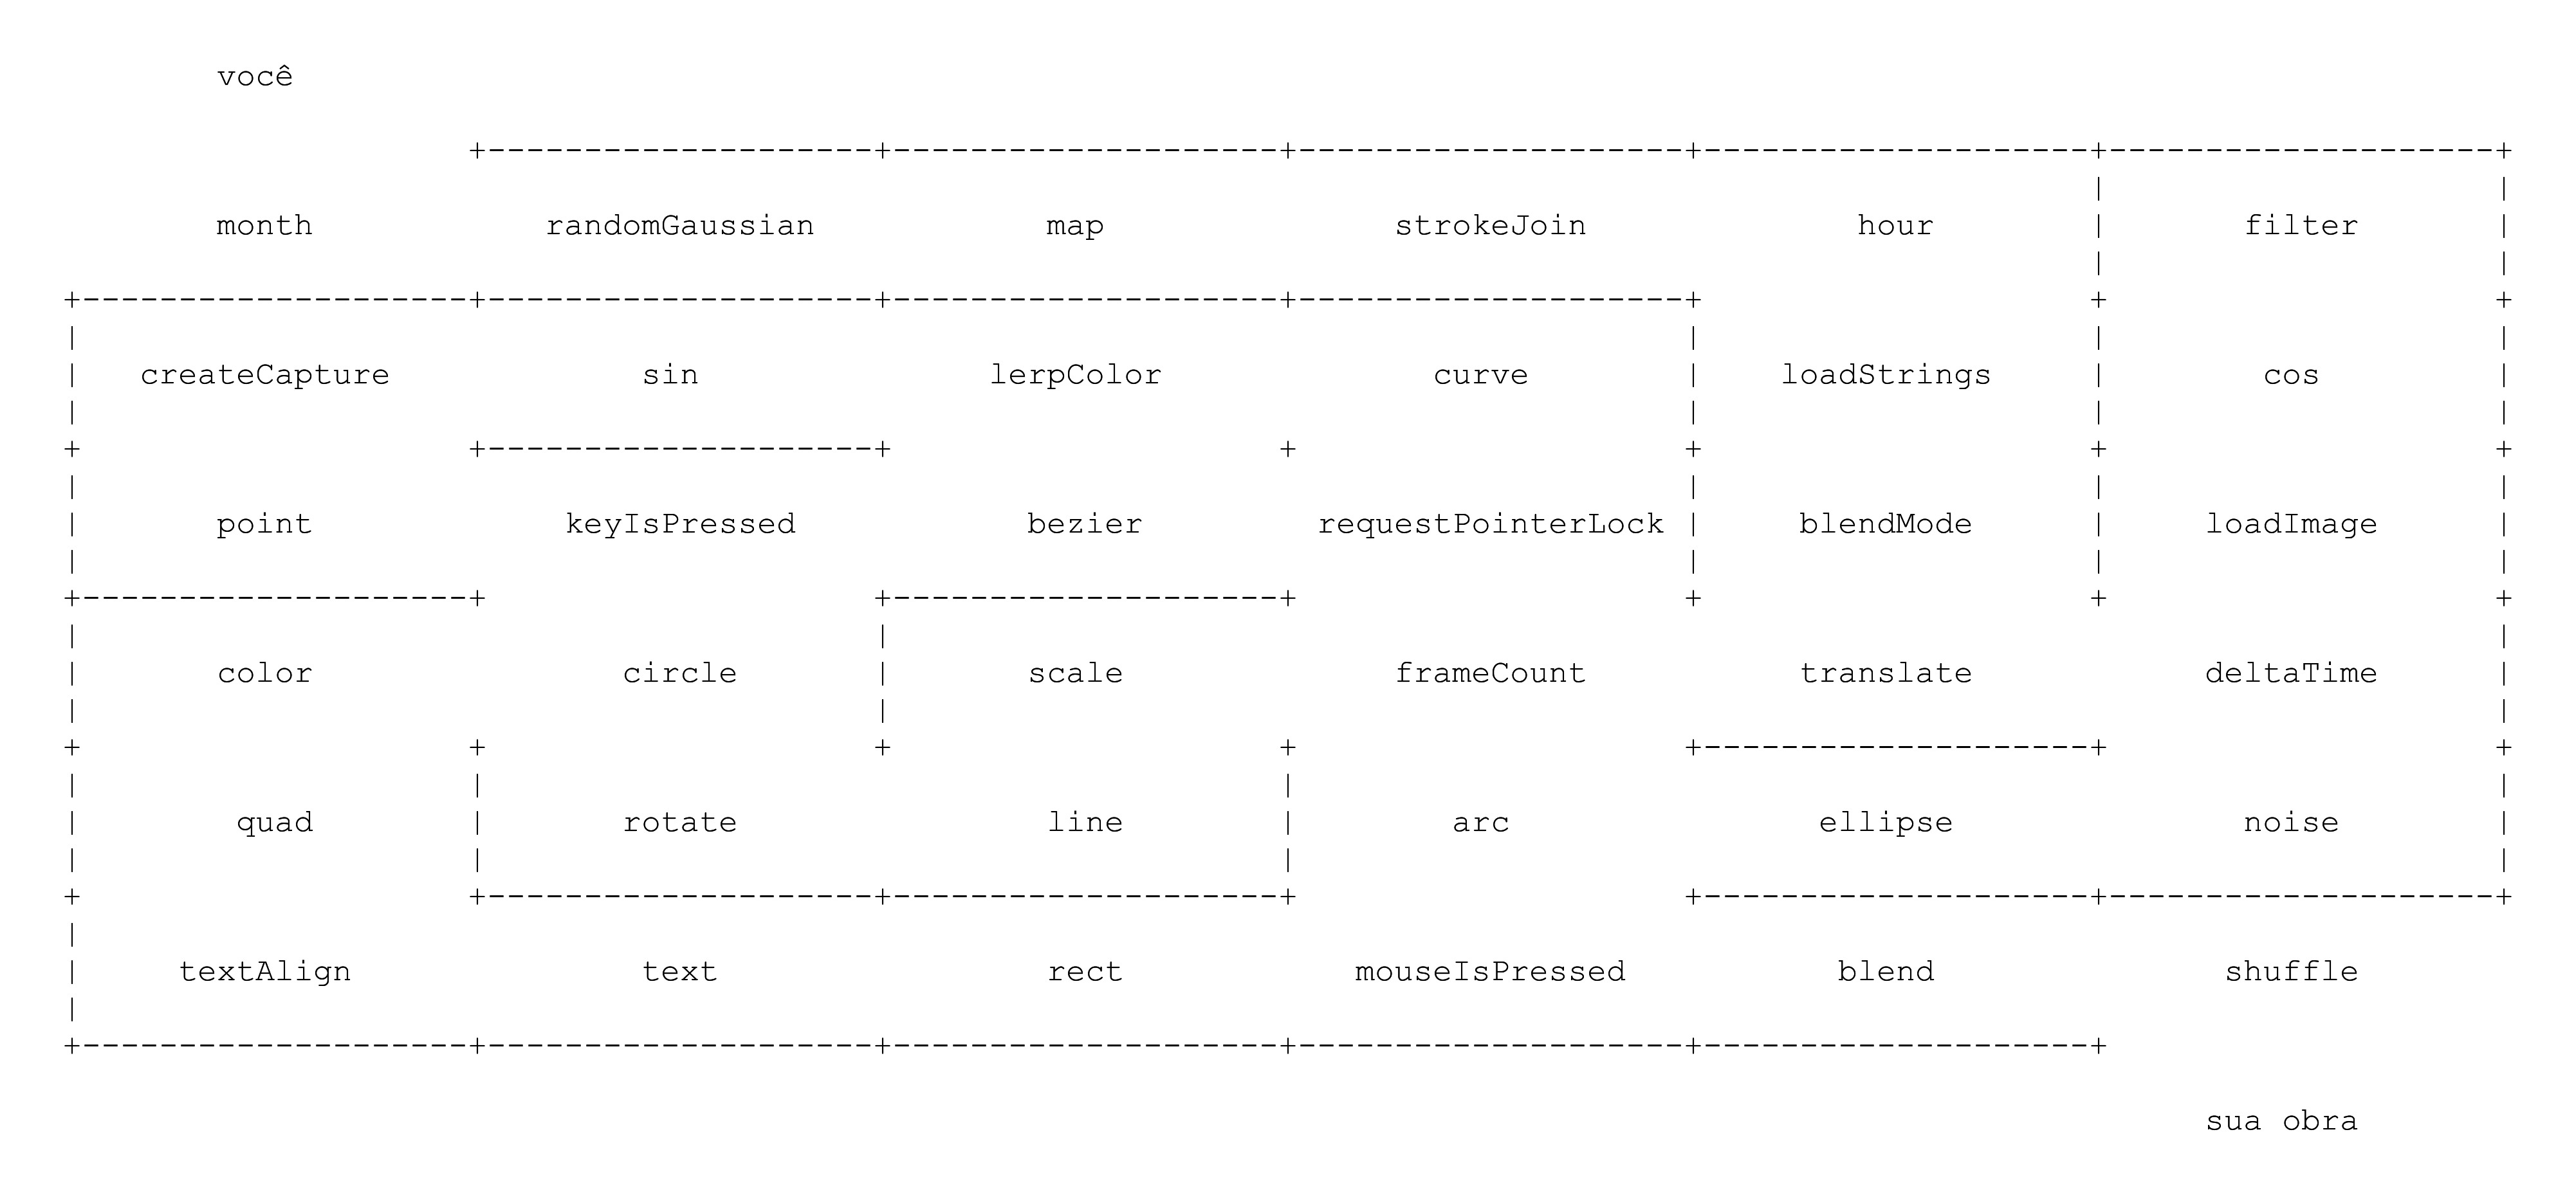 você
month randomGaussian map strokeJoin hour filter
createCapture sin lerpColor curve loadStrings cos
point keyIsPressed bezier requestPointerLock blendMode loadImage
color circle scale frameCount translate deltaTime
quad rotate line arc ellipse noise
textAlign text rect mouseIsPressed blend shuffle
sua obra